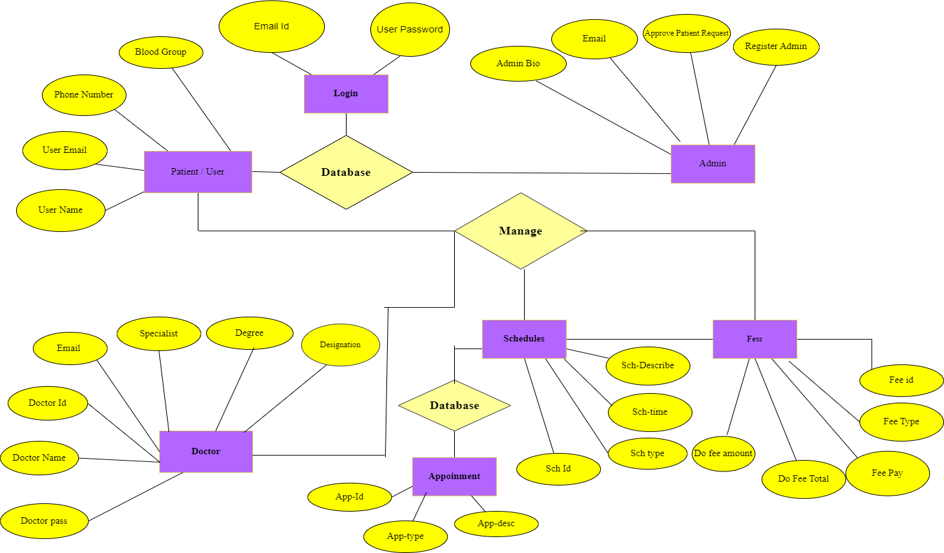 Email Id
User Password
Email
Approve Patient Request
Register Admin
Blood Group
Admin Bio
Phone Number
Login
User Email
Patient / User
Database
Admin
User Name
Manage
Specialist
Degree
Designation
Email
Schedules
Fess
Sch-Describe
Fee id
Doctor Id
Database
Sch-time
Fee Type
Doctor
Doctor Name
Sch type
Do fee amount
Sch Id
Fee Pay
Appoinment
Do Fee Total
App-Id
Doctor pass
App-desc
App-type